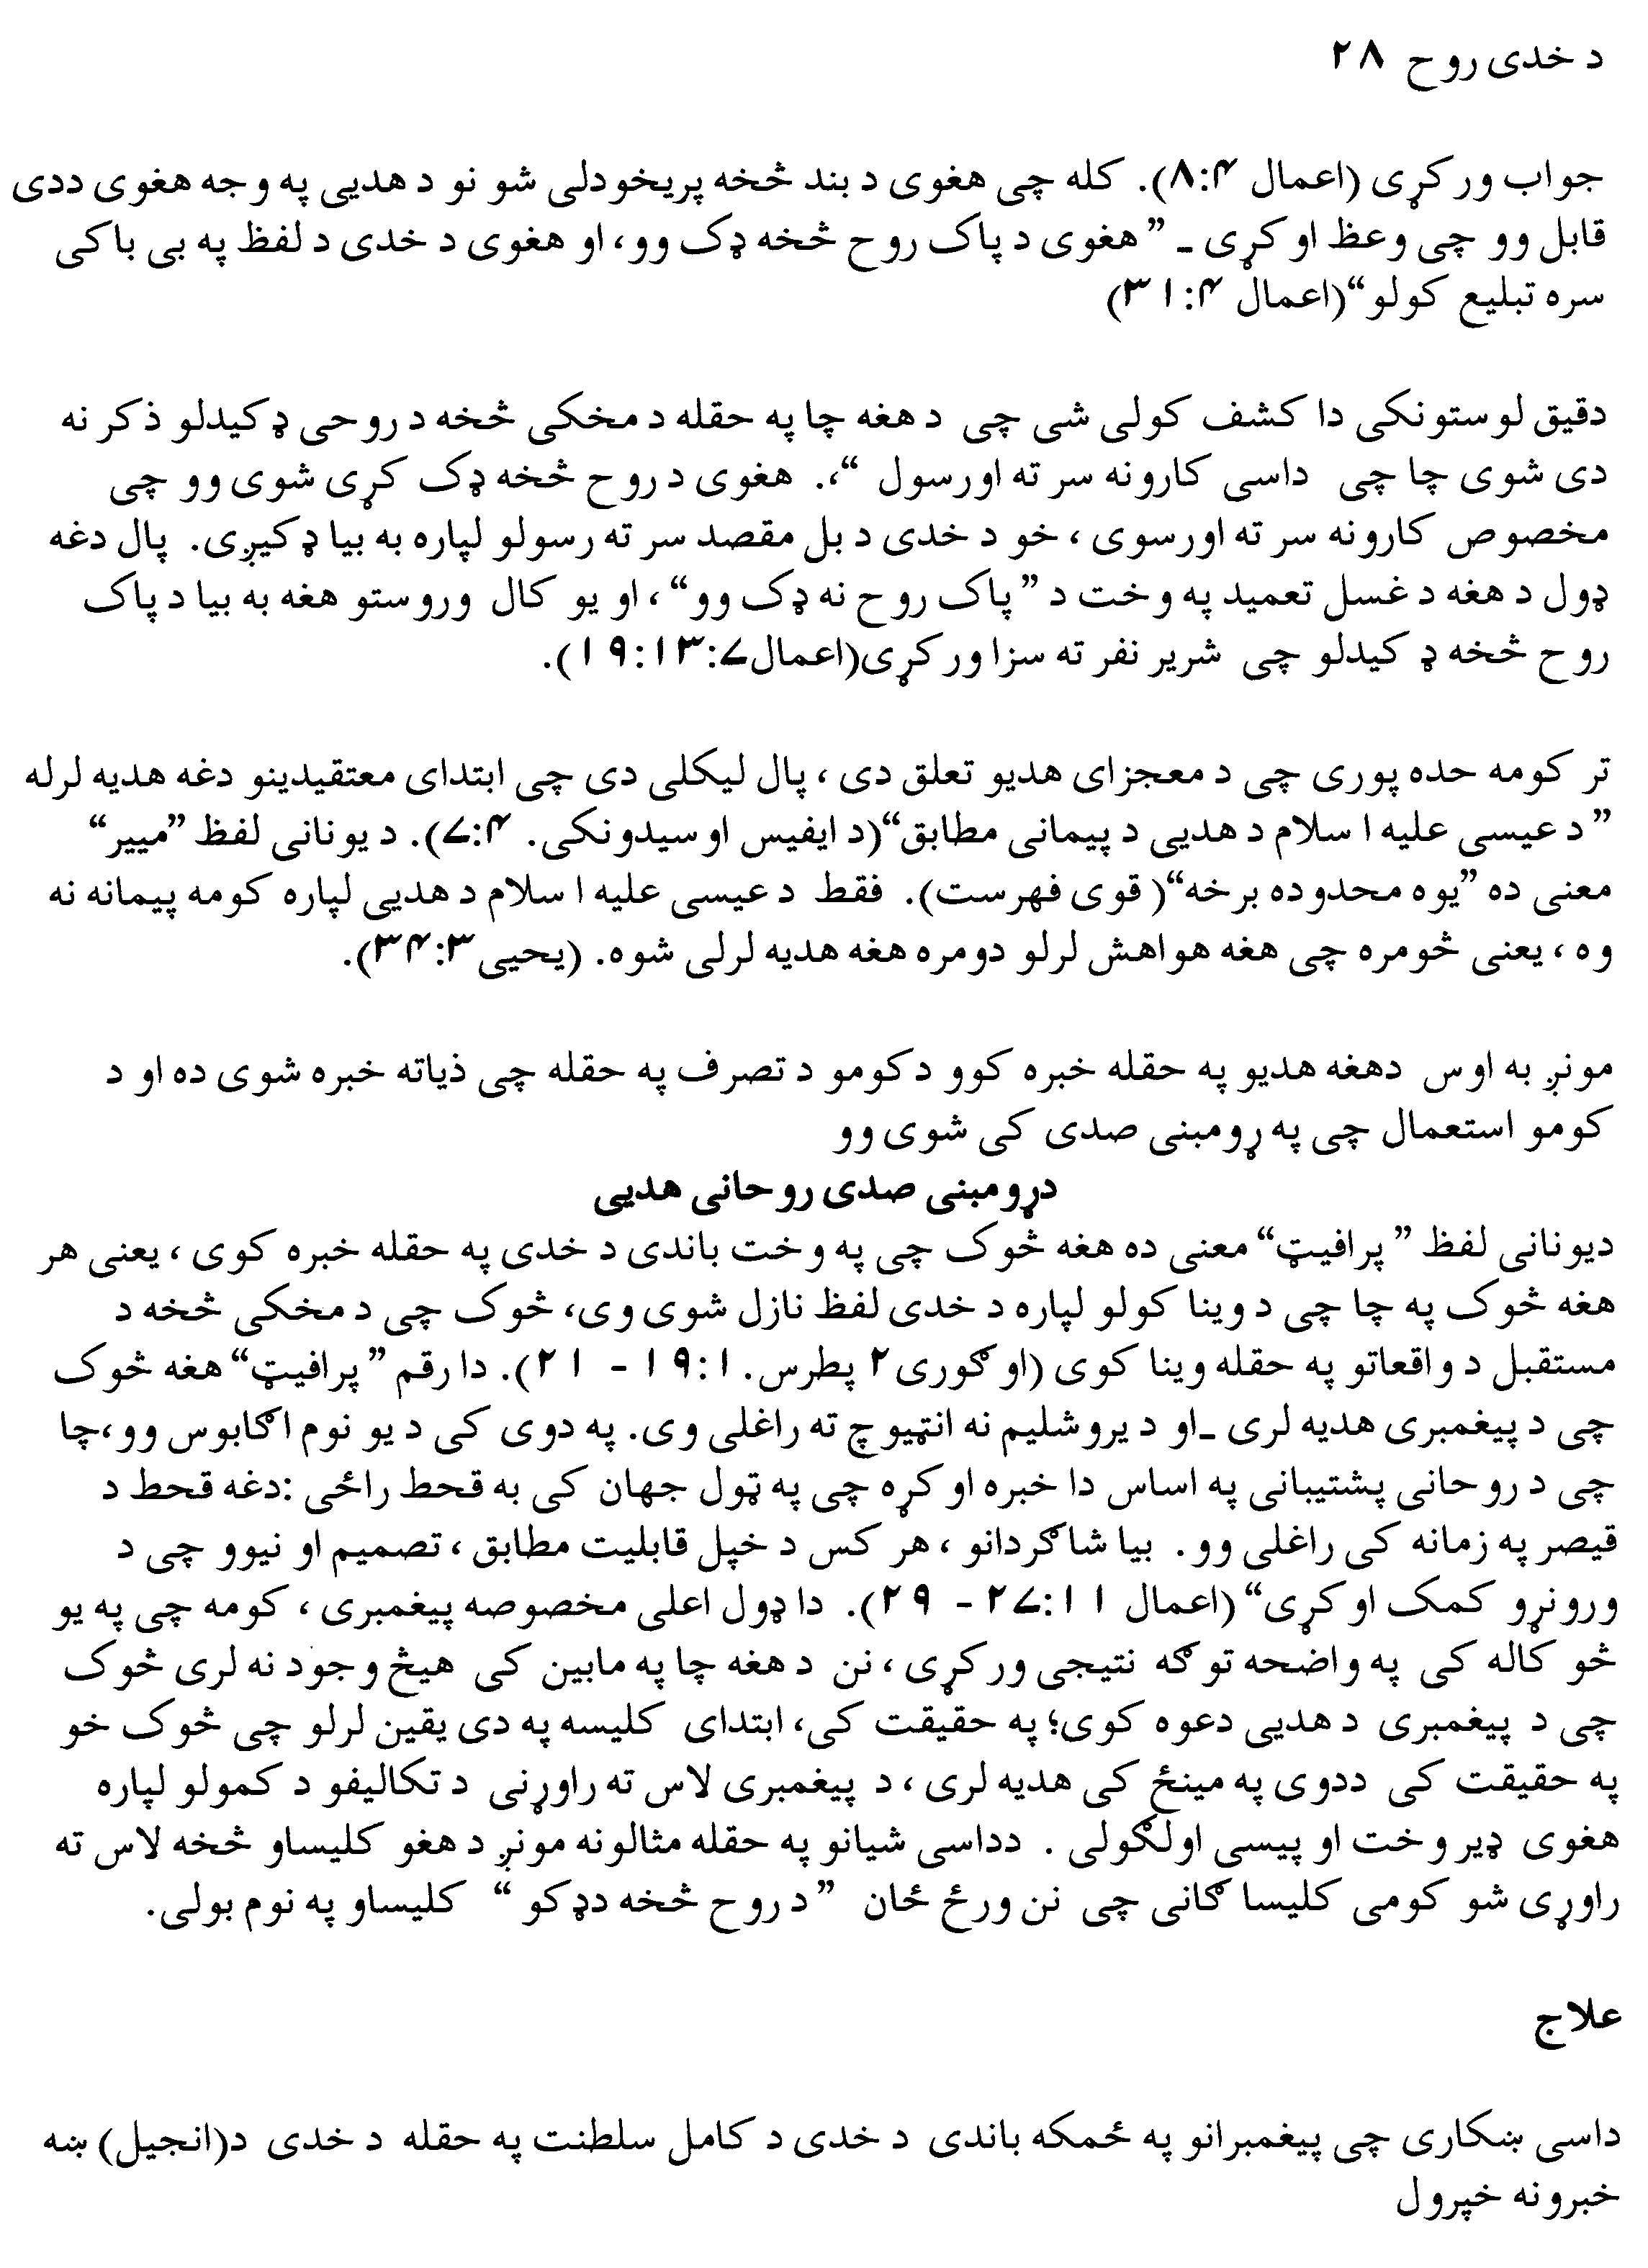 د خدی روح ۲۸
جواب ورکړی (اعمال ۸:۴). کله چی هغوی د بند څخه پریخودلی شو نو د هدیی په وجه هغوی ددی
قابل وو چی وعظ اوکړی ـ ” هغوی د پاک روح څخه ډک وو، او هغوی د خدی د لفظ په بی باکی
سره تبلیع کولو“(اعمال ۳۱:۴)
دقیق لوستونکی دا کشف کولی شی چی د هغه چا په حقله د مخکی څخه د روحی ډکیدلو ذکر نه
دی شوی چا چی داسی کارونه سر ته اورسول “،. هغوی د روح څخه ډک کړی شوی وو چی
مخصوص کارونه سر ته اورسوی ، خو د خدی د بل مقصد سر ته رسولو لپاره به بیا ډکیږی. پال دغه
ډول د هغه د غسل تعمید په وخت د ” پاک روح نه ډک وو“، او یو کال وروستو هغه به بیا د پاک
روح څخه ډکیدلو چی شریر نفر ته سزا ورکړی(اعمال۷:‏۱۳:‏۱۹).
تر کومه حده پوری چی د معجزای هدیو تعلق دی ، پال لیکلی دی چی ابتدای معتقیدینو دغه هدیه لرله
” د عیسی علیه ا سلام د هدیی د پیمانی مطابق“(د ایفیس اوسیدونکی. ۷:۴). د یونانی لفظ ”مییر“
معنی ده ”یوه محدوده برخه“( قوی فهرست). فقط د عیسی علیه ا سلام د هدیی لپاره کومه پیمانه نه
وه ، یعنی څومره چی هغه هواهش لرلو دومره هغه هدیه لرلی شوه. (یحیی ۳۴:۳).
مونږ به اوس دهغه هدیو په حقله خبره کوو دکومو د تصرف په حقله چی ذیاته خبره شوی ده او د
کومو استعمال چی په ړومبنی صدی کی شوی وو
دړومبنی صدی روحانی هدیی
دیونانی لفظ ” پرافیټ“ معنی ده هغه څوک چی په وخت باندی د خدی په حقله خبره کوی ، یعنی هر
هغه څوک په چا چی د وینا کولو لپاره د خدی لفظ نازل شوی وی، څوک چی د مخکی څخه د
مستقبل د واقعاتو په حقله وینا کوی (اوګوری ۲ پطرس. ۱۹:۱ - ۲۱). دا رقم ” پرافیټ“ هغه څوک
چی د پیغمبری هدیه لری ـ او د یروشلیم نه انټیوچ ته راغلی وی. په دوی کی د یو نوم اګابوس وو،چا
چی د روحانی پشتیبانی په اساس دا خبره اوکړه چی په ټول جهان کی به قحط راځی :دغه قحط د
قیصر په زمانه کی راغلی وو . بیا شاګردانو ، هر کس د خپل قابلیت مطابق ، تصمیم او نیوو چی د
ورونړو کمک اوکړی“ (اعمال ۲۷:۱۱ - ۲۹). دا ډول اعلی مخصوصه پیغمبری ، کومه چی په یو
څو کاله کی په واضحه توګه نتیجی ورکړی ، نن د هغه چا په مابین کی هیڅ وجود نه لری څوک
چی د پیغمبری د هدیی دعوه کوی؛ په حقیقت کی، ابتدای کلیسه په دی یقین لرلو چی څوک خو
په حقیقت کی ددوی په مینځ کی هدیه لری ، د پیغمبری لاس ته راوړنی د تکالیفو د کمولو لپاره
هغوی ډیر وخت او پیسی اولګولی . دداسی شیانو په حقله مثالونه مونږ د هغو کلیساو څخه لاس ته
راوړی شو کومی کلیسا ګانی چی نن ورځ ځان ” د روح څخه دډکو “ کلیساو په نوم بولی.
علاج
داسی ښکاری چی پیغمبرانو په ځمکه باندی د خدی د کامل سلطنت په حقله د خدی د(انجیل) ښه
خبرونه خپرول